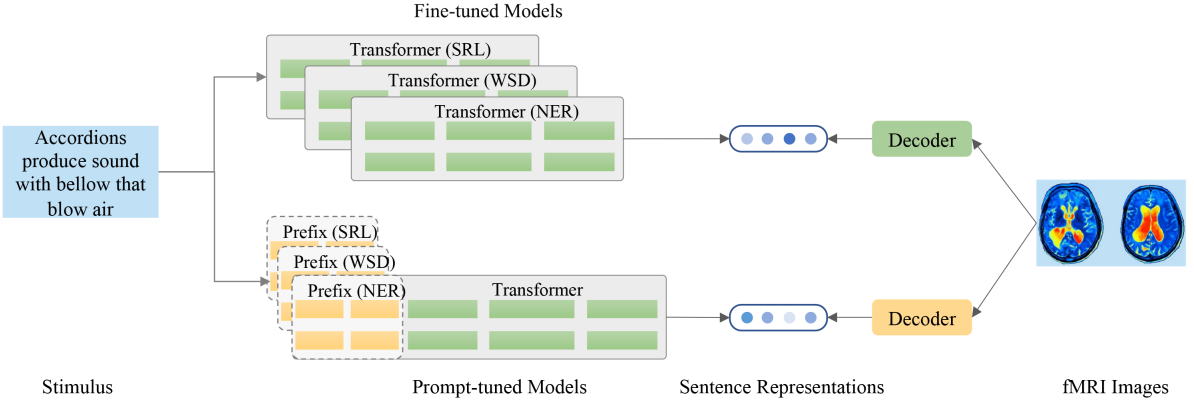 Fine-tuned Models
Transformer (SRL)
Transformer (WSD)
Transformer (NER)
Accordions
produce sound
with bellow that
blow air
Decoder
Prefix (SRL)
Prefix (WSD)
Prefix (NER)
Transformer
Decoder
Stimulus
Prompt-tuned Models
Sentence Representations
fMRI Images